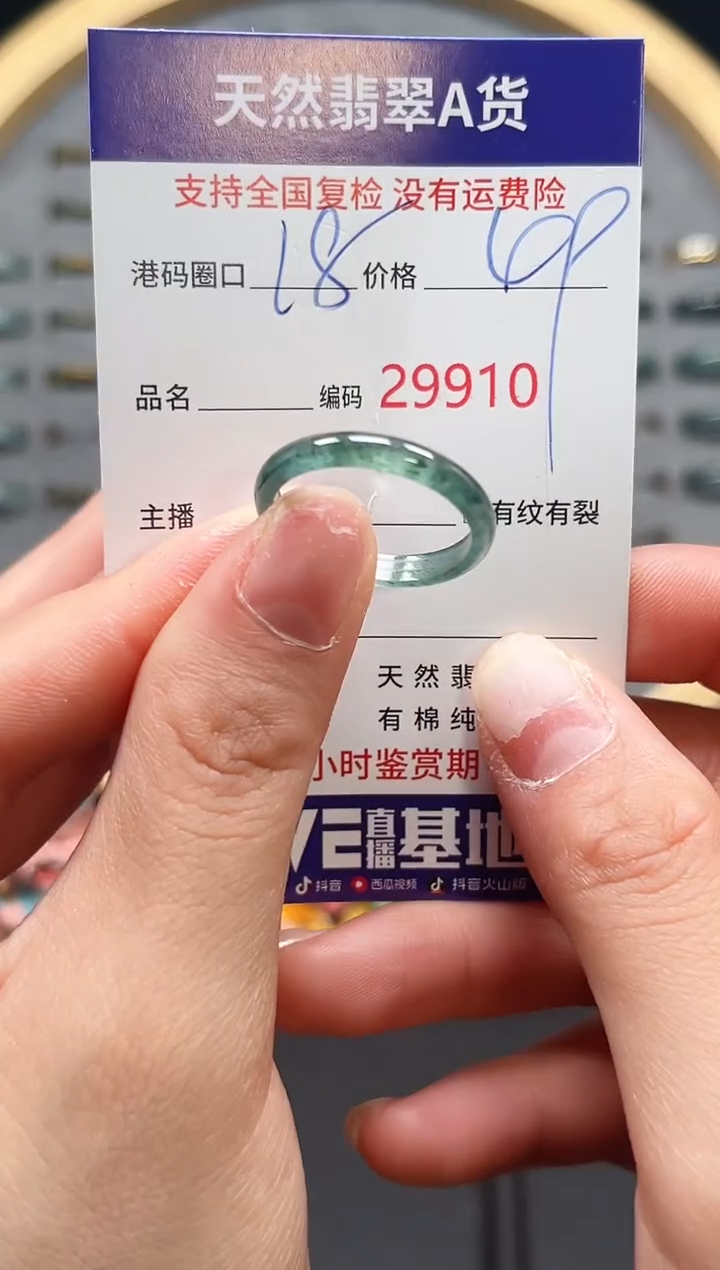 天然翡翠A货
支持全国复检 没有运费险
港码圈口 18 价格 69
品名 编码 29910
主播 有纹有裂
天然翡
有棉纯
小时鉴赏期
VE直播基地
抖音 西瓜视频 抖音火山版